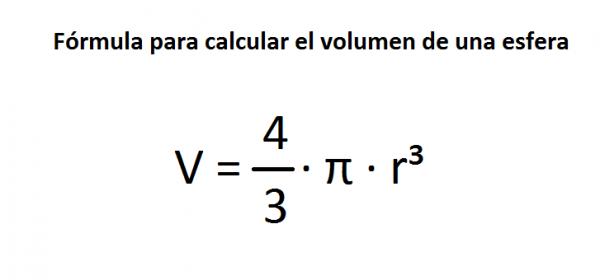 Fórmula para calcular el volumen de una esfera
V = 4/3 · π · r³